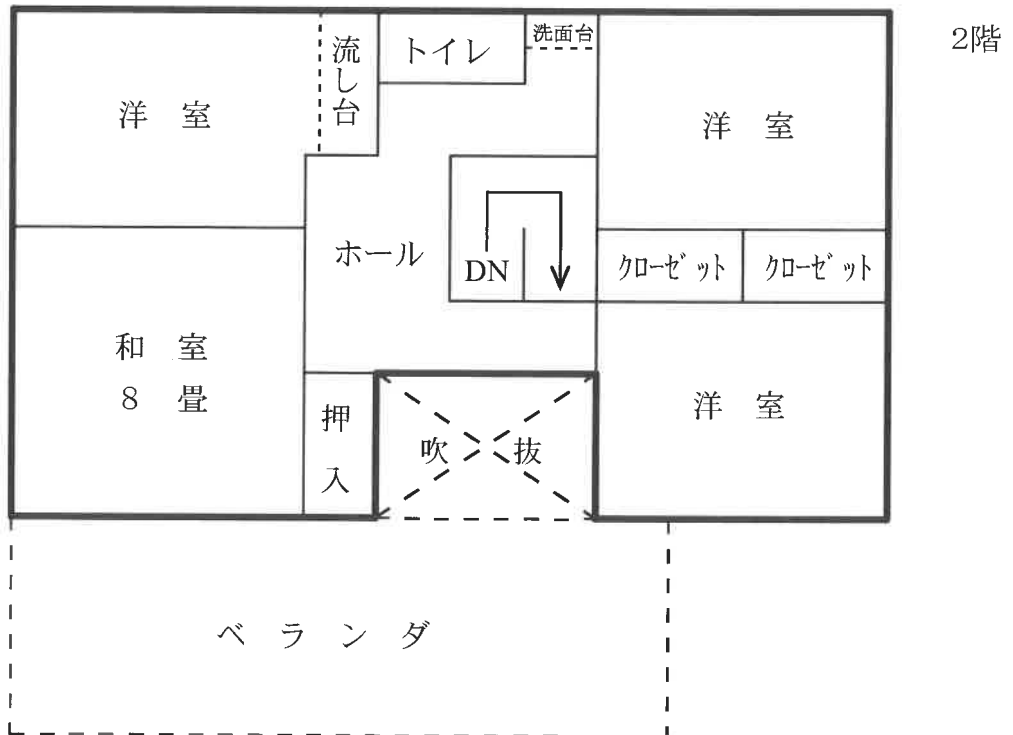 2階
洋　室
流し台
トイレ
洗面台
洋　室
ホール
DN
クローゼット
クローゼット
和　室
8　畳
押
入
吹　抜
洋　室
ベ　ラ　ン　ダ